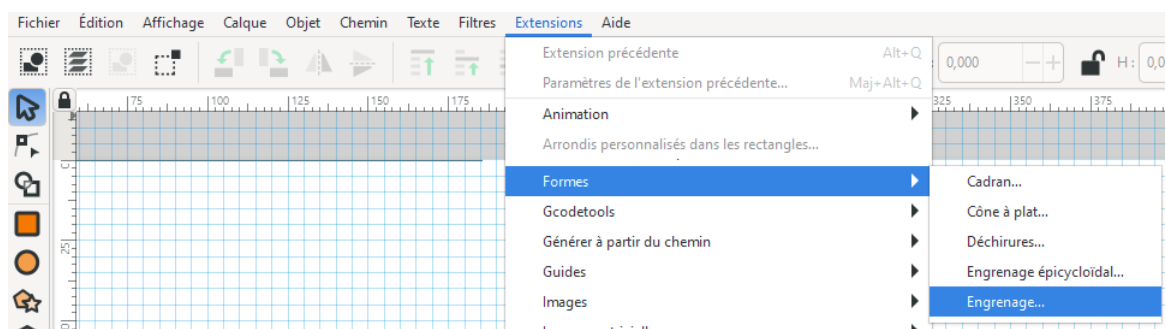 Fichier Édition Affichage Calque Objet Chemin Texte Filtres Extensions Aide
Extension précédente Alt+Q
0,000 H: 0,0
Paramètres de l'extension précédente... Maj+Alt+Q
75 100 125 150 175 325 350 375
Animation
Arrondis personnalisés dans les rectangles...
0
Formes Cadran...
Gcodetools Cône à plat...
25
Générer à partir du chemin Déchirures...
Guides Engrenage épicycloïdal...
Images Engrenage...